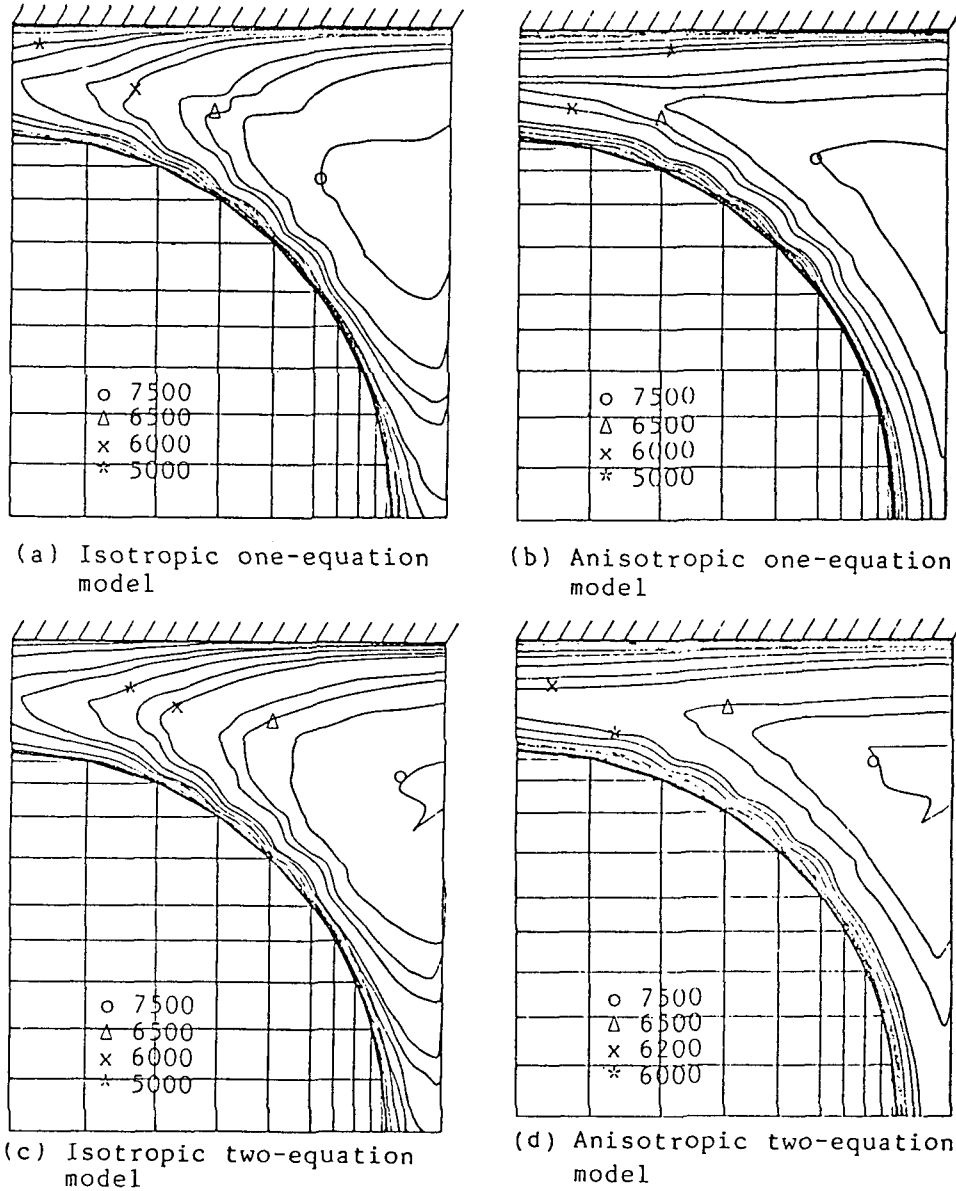 o 7500
Δ 6500
x 6000
* 5000
(a) Isotropic one-equation
model
o 7500
Δ 6500
x 6000
* 5000
(b) Anisotropic one-equation
model
o 7500
Δ 6500
x 6000
* 5000
(c) Isotropic two-equation
model
o 7500
Δ 6500
x 6200
* 6000
(d) Anisotropic two-equation
model